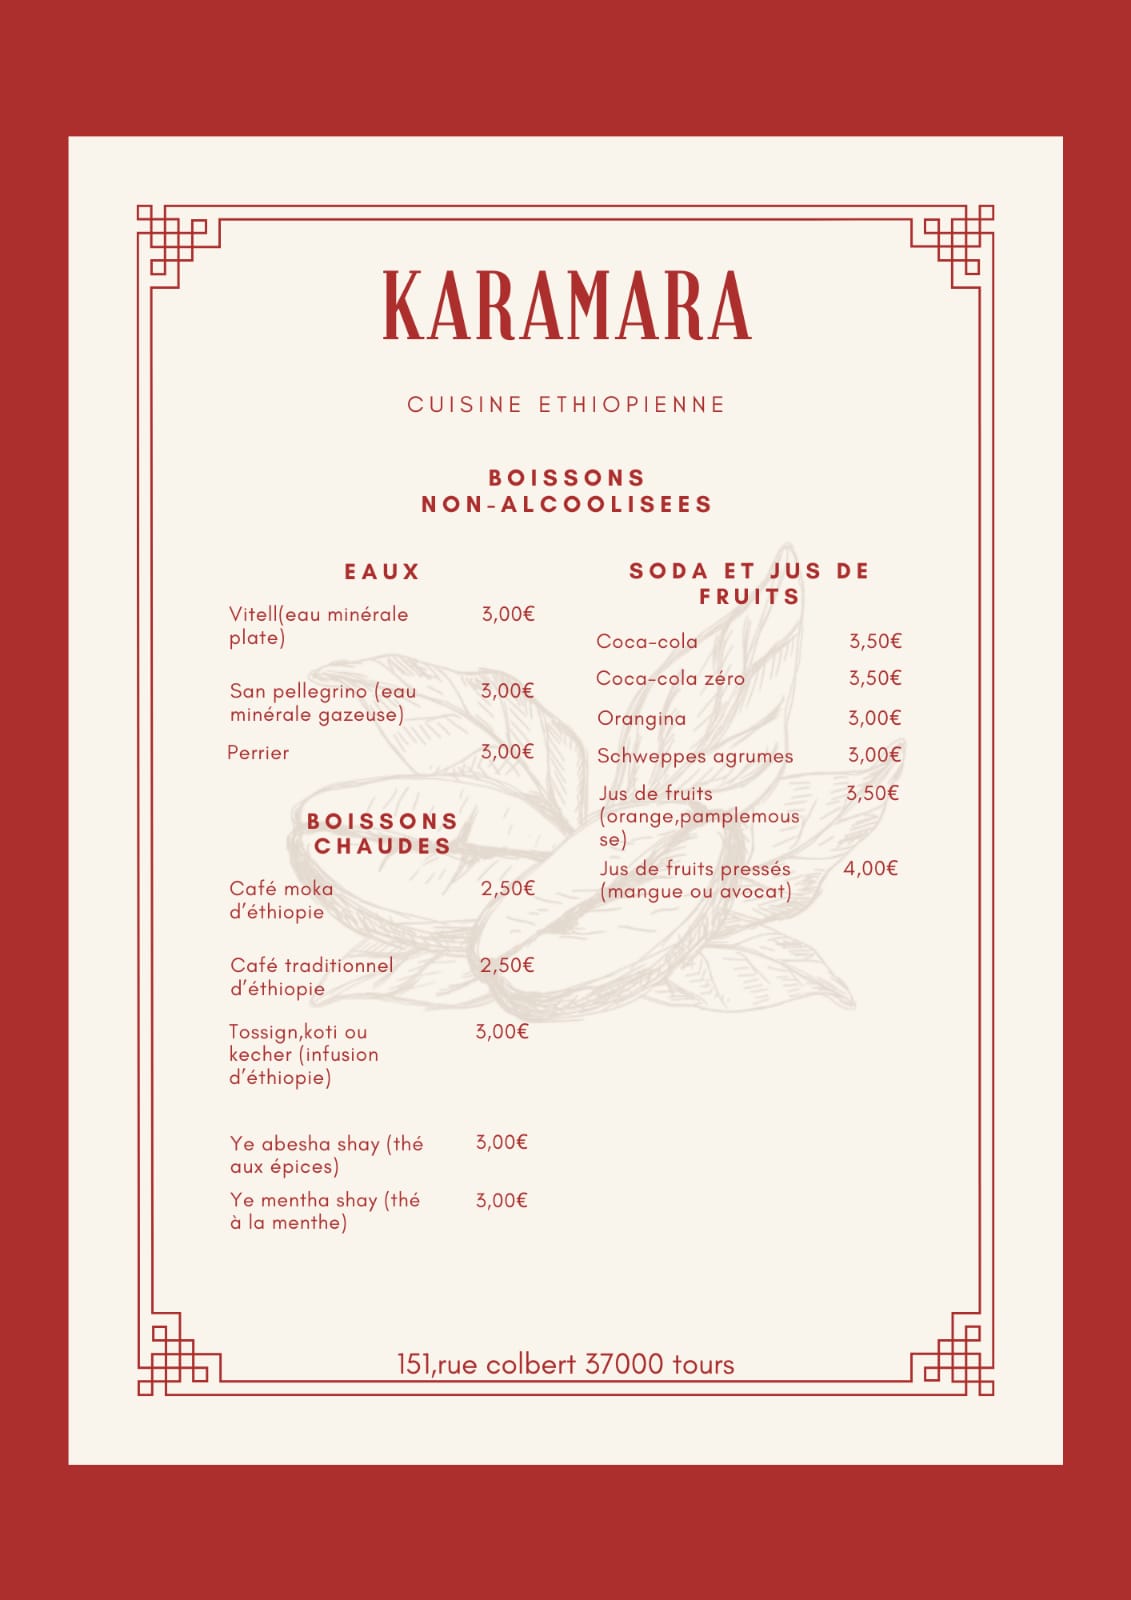 KARAMARA
CUISINE ETHIOPIENNE
BOISSONS
NON-ALCOOLISEES
EAUX
Vitell(eau minérale 3,00€
plate)
San pellegrino (eau 3,00€
minérale gazeuse)
Perrier 3,00€
BOISSONS
CHAUDES
Café moka 2,50€
d’éthiopie
Café traditionnel 2,50€
d’éthiopie
Tossign,koti ou 3,00€
kecher (infusion
d’éthiopie)
Ye abesha shay (thé 3,00€
aux épices)
Ye mentha shay (thé 3,00€
à la menthe)
SODA ET JUS DE
FRUITS
Coca-cola 3,50€
Coca-cola zéro 3,50€
Orangina 3,00€
Schweppes agrumes 3,00€
Jus de fruits 3,50€
(orange,pamplemous
se)
Jus de fruits pressés 4,00€
(mangue ou avocat)
151,rue colbert 37000 tours